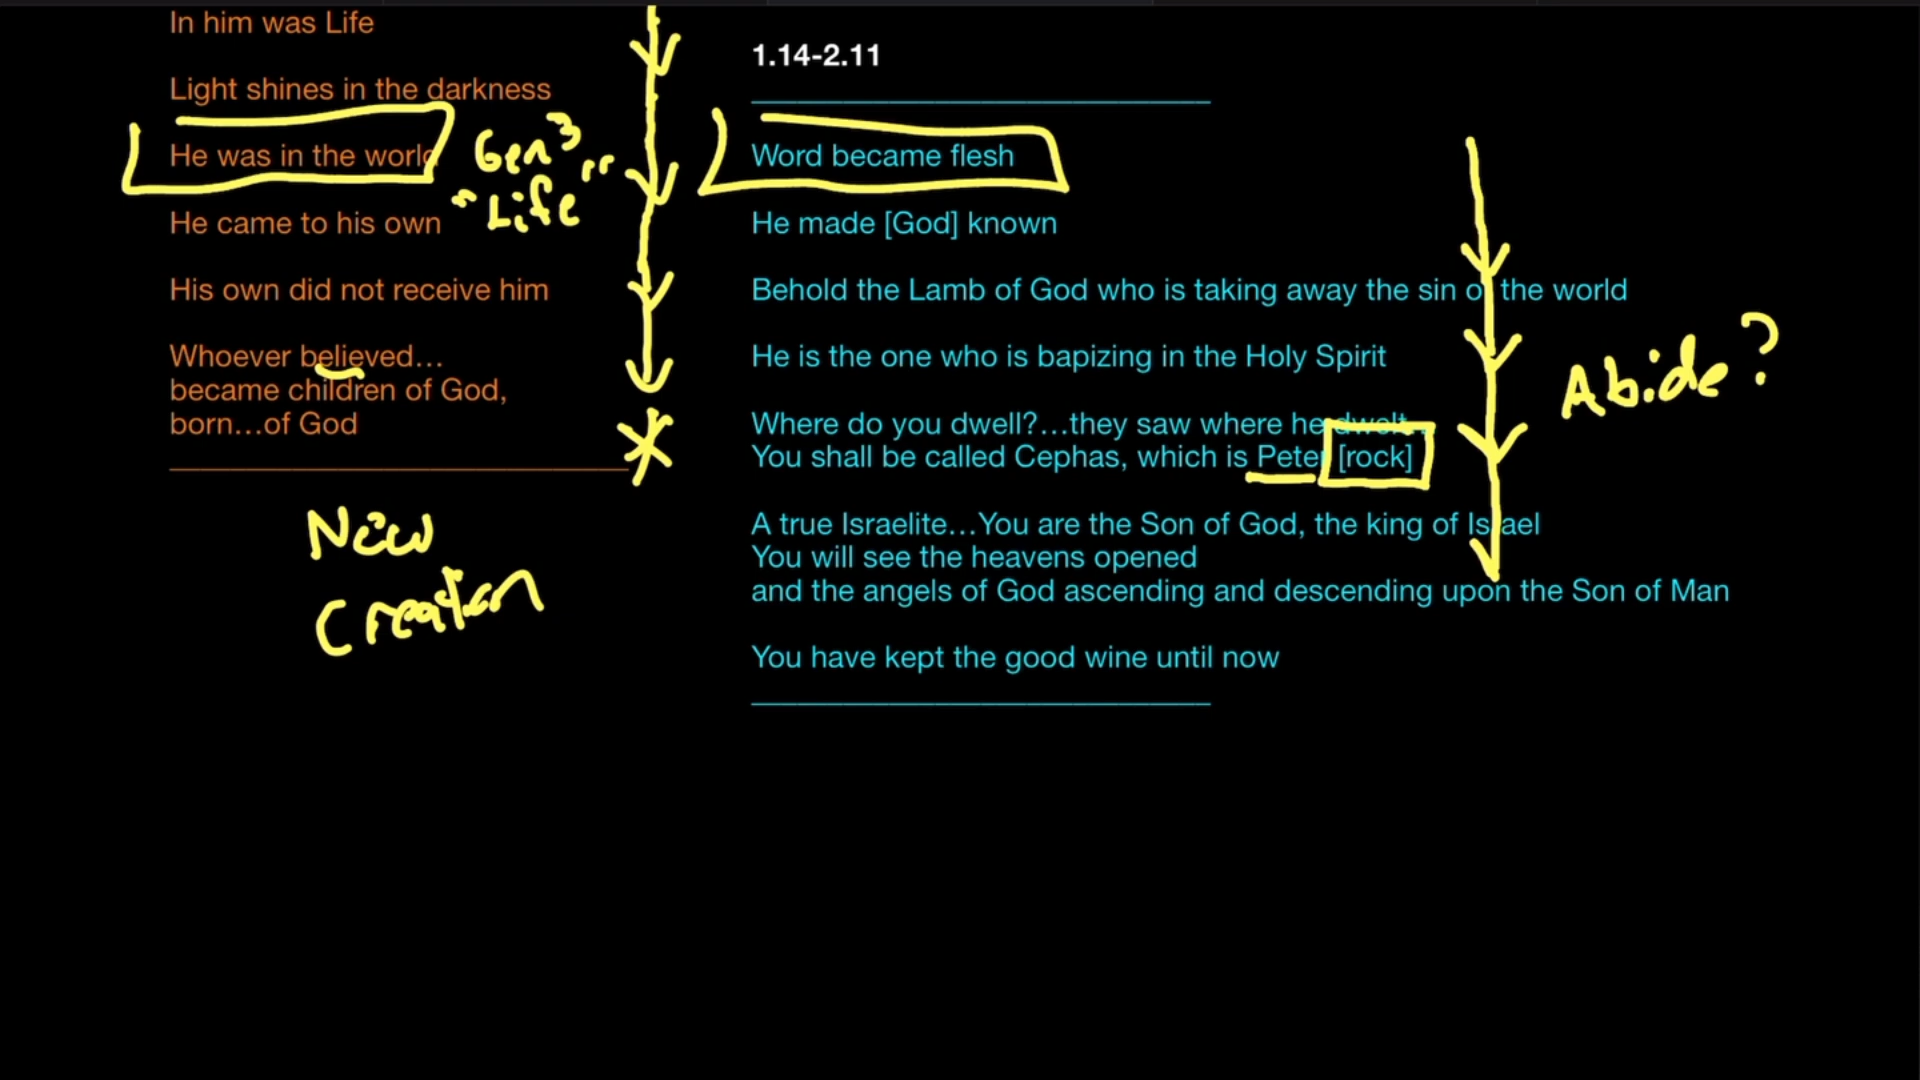 In him was Life
Light shines in the darkness
He was in the world
Gen 3
"Life"
He came to his own
His own did not receive him
Whoever believed...
became children of God,
born...of God
New
Creation
1.14-2.11
Word became flesh
He made [God] known
Behold the Lamb of God who is taking away the sin of the world
He is the one who is bapizing in the Holy Spirit
Where do you dwell?...they saw where he dwelt...
You shall be called Cephas, which is Peter [rock]
A true Israelite...You are the Son of God, the king of Israel
You will see the heavens opened
and the angels of God ascending and descending upon the Son of Man
You have kept the good wine until now
Abide?